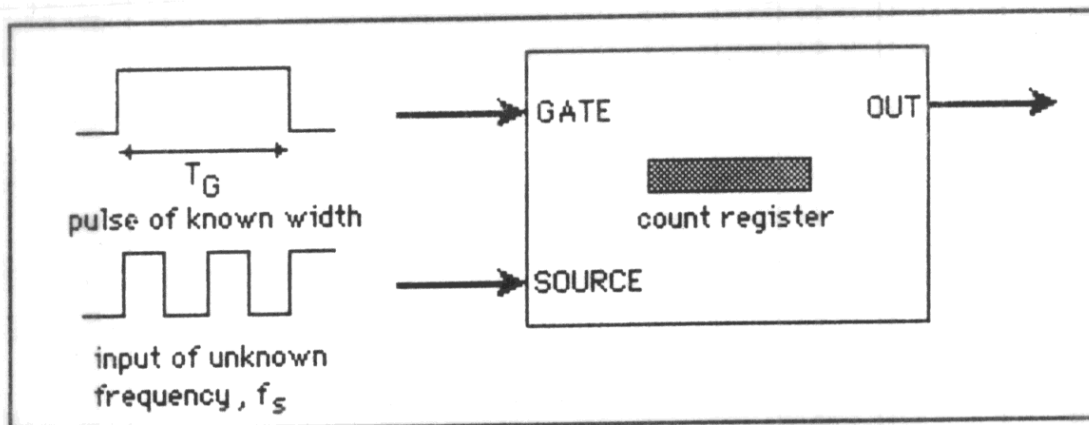 GATE
OUT
T_G
pulse of known width
count register
SOURCE
input of unknown
frequency, f_s